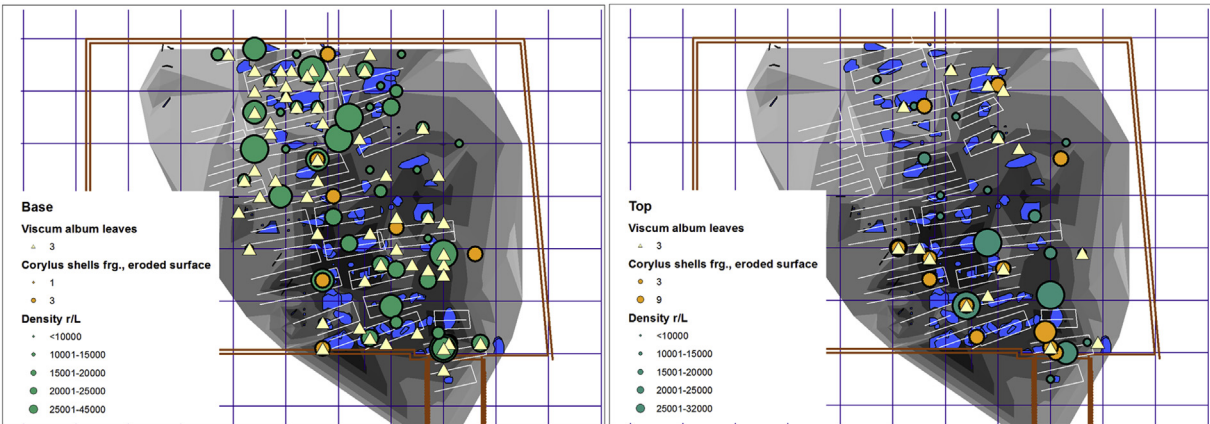 Base
Viscum album leaves
3
Corylus shells frg., eroded surface
1
3
Density r/L
<10000
10001-15000
15001-20000
20001-25000
25001-45000
Top
Viscum album leaves
3
Corylus shells frg., eroded surface
3
9
Density r/L
<10000
10001-15000
15001-20000
20001-25000
25001-32000